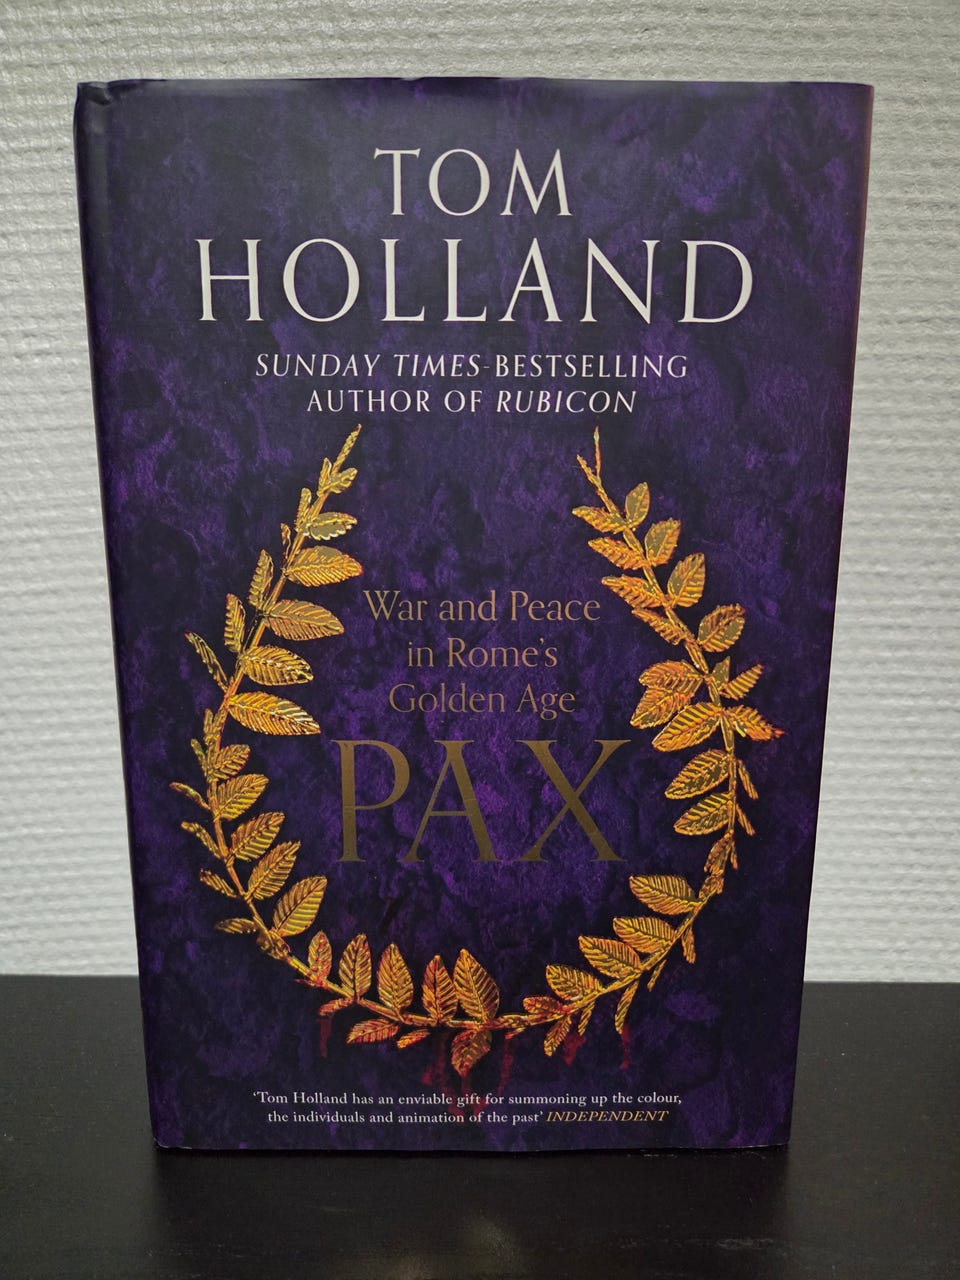 TOM
HOLLAND
SUNDAY TIMES-BESTSELLING
AUTHOR OF RUBICON
War and Peace
in Rome's
Golden Age
PAX
'Tom Holland has an enviable gift for summoning up the colour,
the individuals and animation of the past' INDEPENDENT